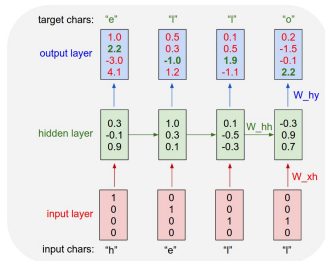 target chars: "e" "l" "l" "o"
1.0 0.5 0.1 0.2
output layer 2.2 0.3 0.5 -1.5
-3.0 -1.0 1.9 -0.1
4.1 1.2 -1.1 2.2
W_hy
hidden layer 0.3 1.0 0.1 W_hh -0.3
-0.1 0.3 -0.5 0.9
0.9 0.1 -0.3 0.7
W_xh
1 0 0 0
input layer 0 1 0 0
0 0 1 1
0 0 0 0
input chars: "h" "e" "l" "l"